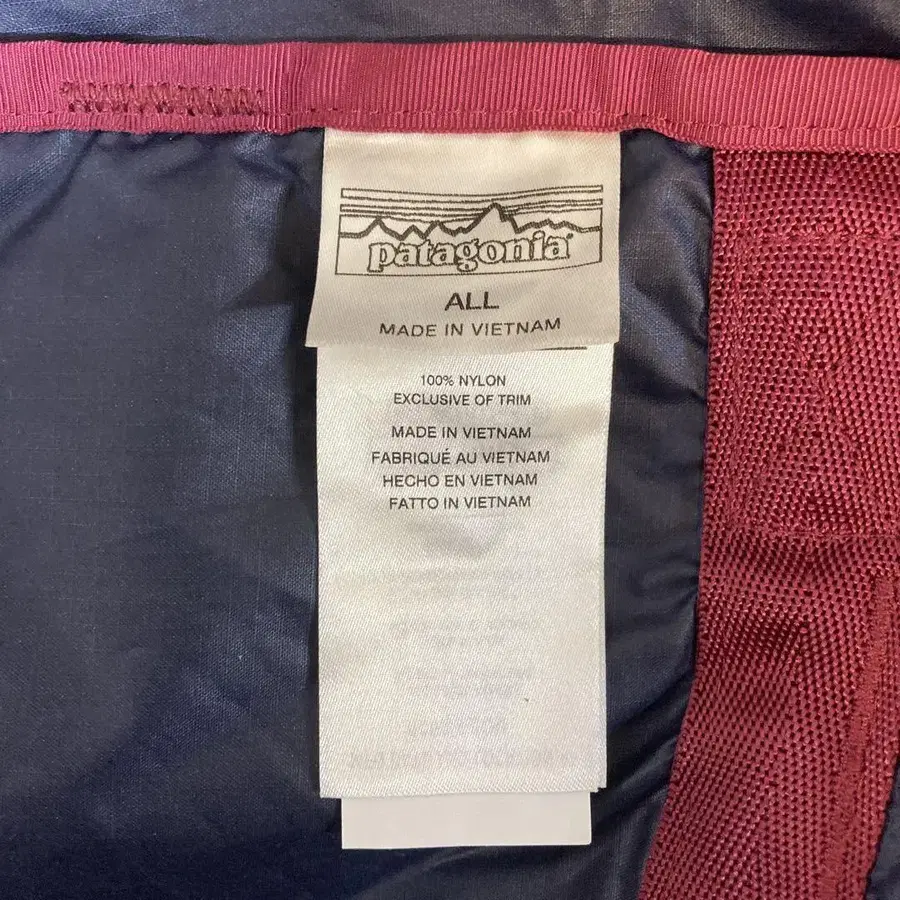 patagonia®
ALL
MADE IN VIETNAM
100% NYLON
EXCLUSIVE OF TRIM
MADE IN VIETNAM
FABRIQUÉ AU VIETNAM
HECHO EN VIETNAM
FATTO IN VIETNAM